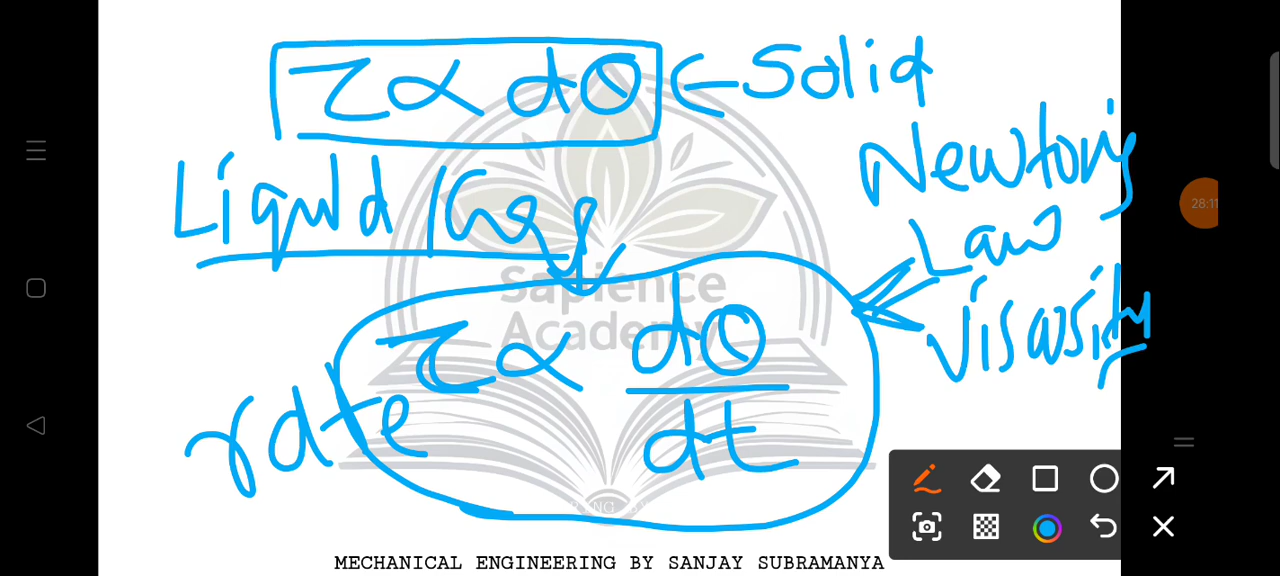 τ α dθ ← Solid
Newton's
Liquid / Gas
Law
Viscosity
τ α dθ/dt
rate
Sapience
Academy
28:11
MECHANICAL ENGINEERING BY SANJAY SUBRAMANYA